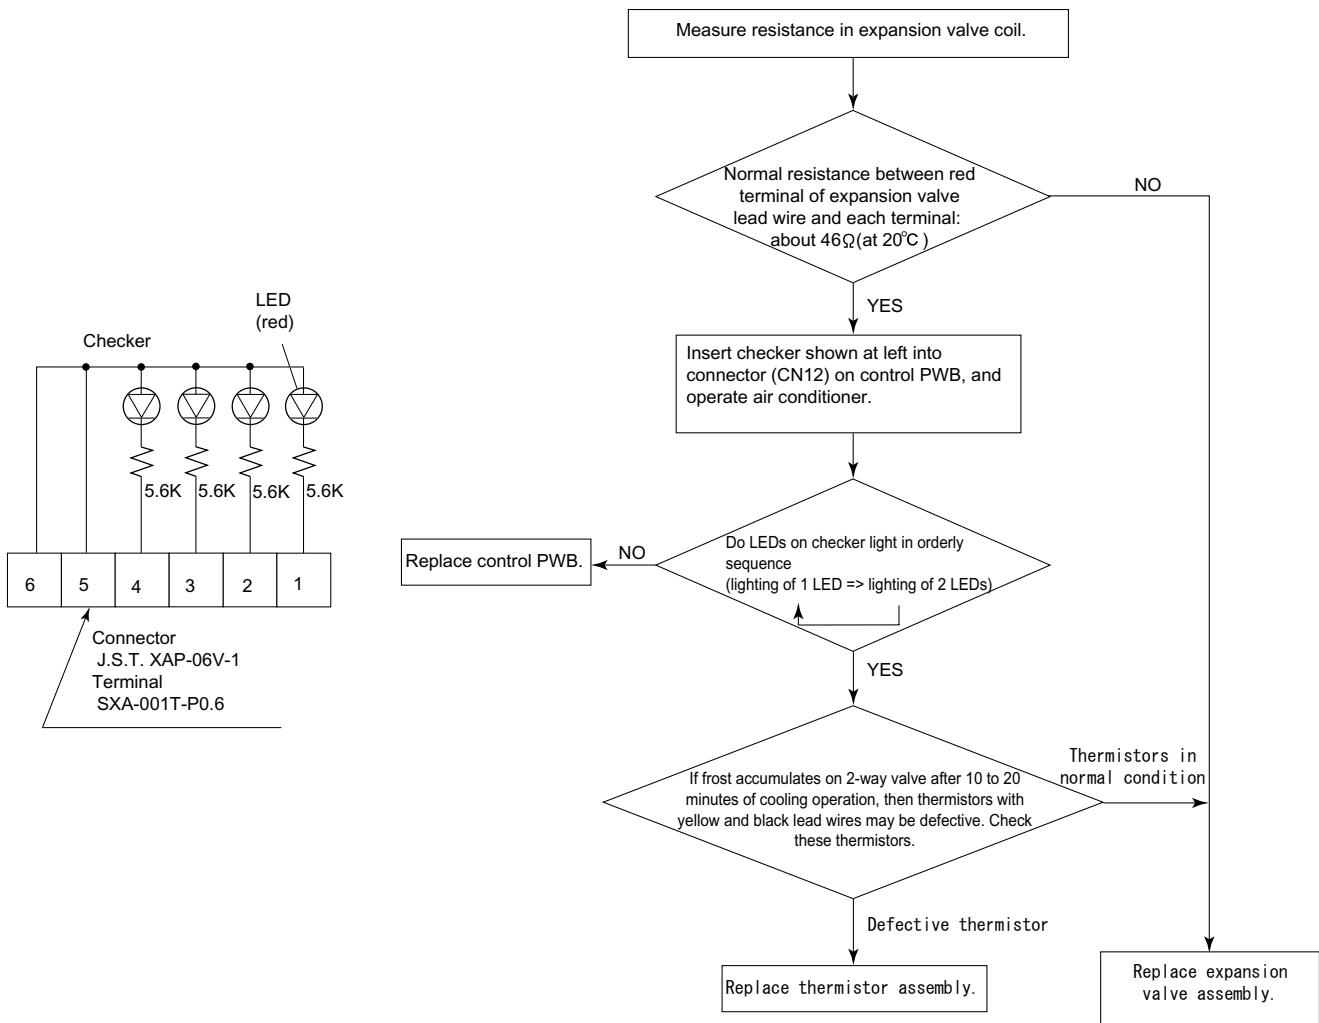 Measure resistance in expansion valve coil.
Normal resistance between red
terminal of expansion valve
lead wire and each terminal:
about 46Ω(at 20℃ )
NO
YES
Insert checker shown at left into
connector (CN12) on control PWB, and
operate air conditioner.
LED
(red)
Checker
5.6K
5.6K
5.6K
5.6K
6
5
4
3
2
1
Connector
J.S.T. XAP-06V-1
Terminal
SXA-001T-P0.6
Replace control PWB.
NO
Do LEDs on checker light in orderly
sequence
(lighting of 1 LED => lighting of 2 LEDs)
YES
If frost accumulates on 2-way valve after 10 to 20
minutes of cooling operation, then thermistors with
yellow and black lead wires may be defective. Check
these thermistors.
Thermistors in
normal condition
Defective thermistor
Replace thermistor assembly.
Replace expansion
valve assembly.